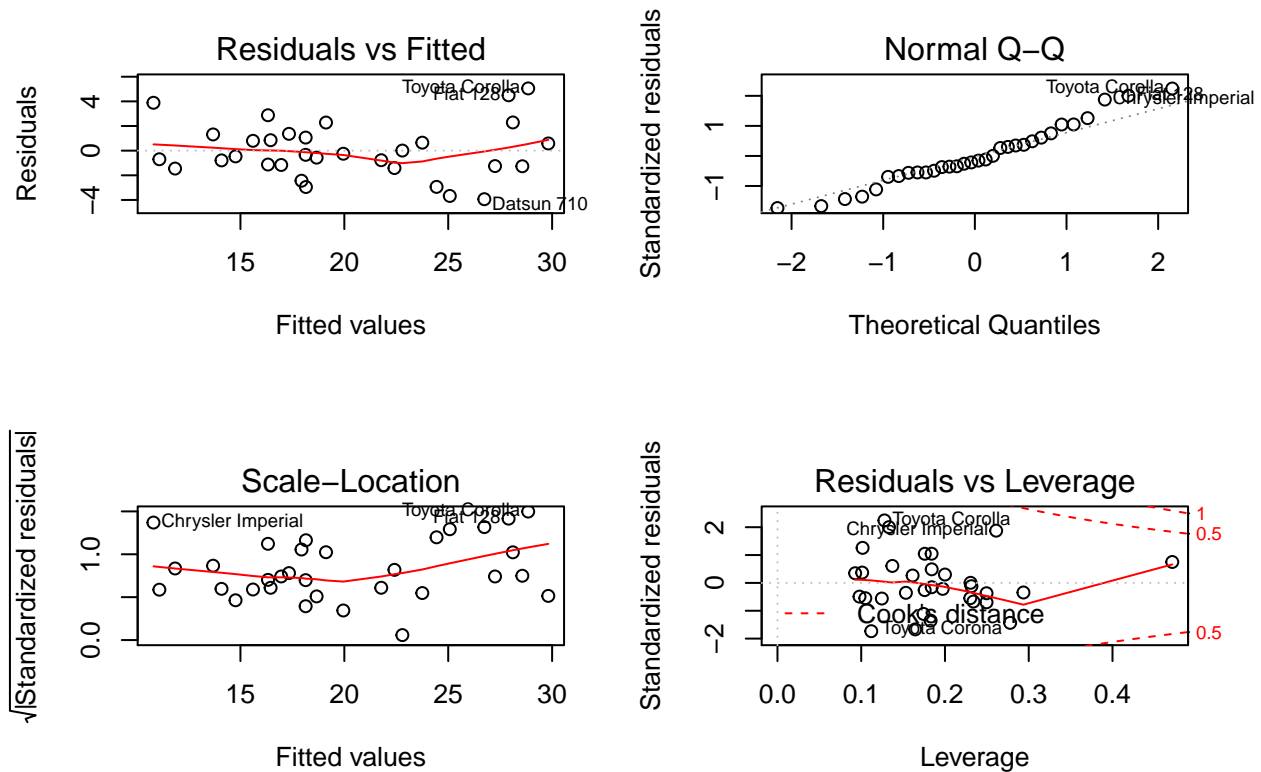 Residuals vs Fitted
Residuals
4
0
−4
Toyota Corolla
Fiat 128
Datsun 710
15 20 25 30
Fitted values
Normal Q−Q
Standardized residuals
1
−1
Toyota Corolla
Fiat 128
Chrysler Imperial
−2 −1 0 1 2
Theoretical Quantiles
Scale−Location
√|Standardized residuals|
1.0
0.0
Chrysler Imperial
Toyota Corolla
Fiat 128
15 20 25 30
Fitted values
Residuals vs Leverage
Standardized residuals
2
0
−2
Toyota Corolla
Chrysler Imperial
Cook's distance
Toyota Corona
1
0.5
0.5
0.0 0.1 0.2 0.3 0.4
Leverage